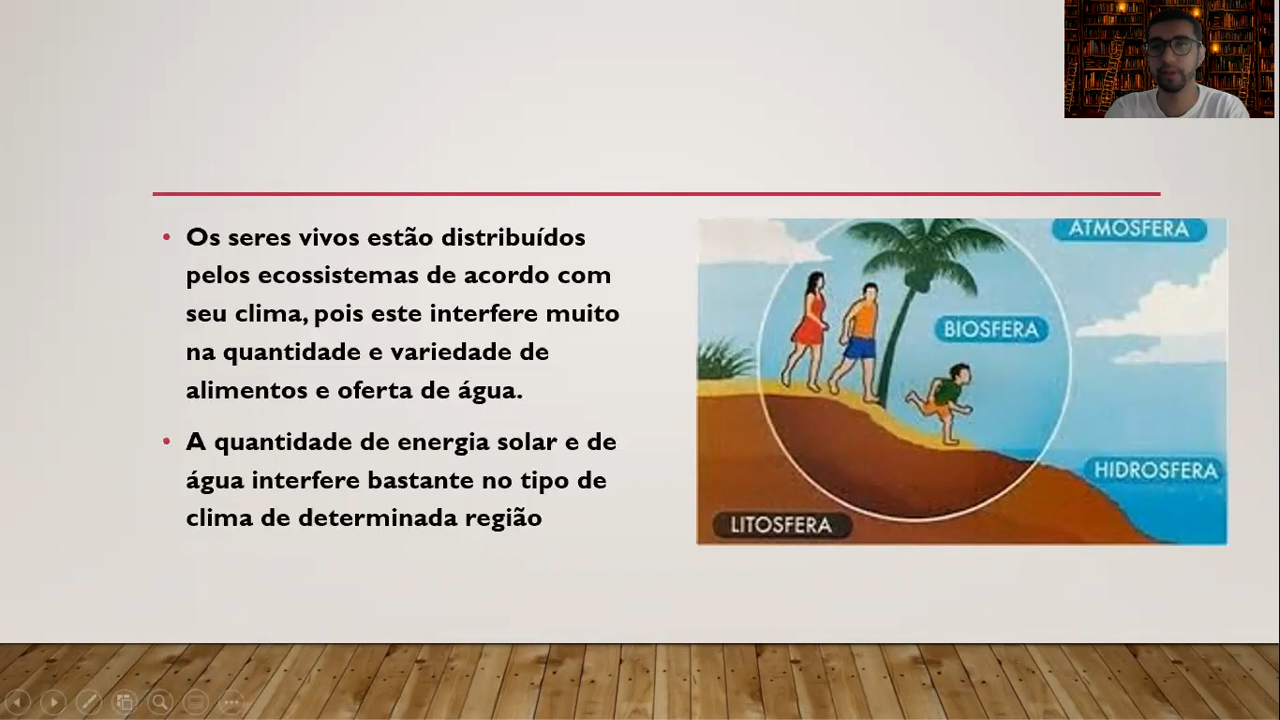 Os seres vivos estão distribuídos
pelos ecossistemas de acordo com
seu clima, pois este interfere muito
na quantidade e variedade de
alimentos e oferta de água.
A quantidade de energia solar e de
água interfere bastante no tipo de
clima de determinada região
ATMOSFERA
BIOSFERA
HIDROSFERA
LITOSFERA